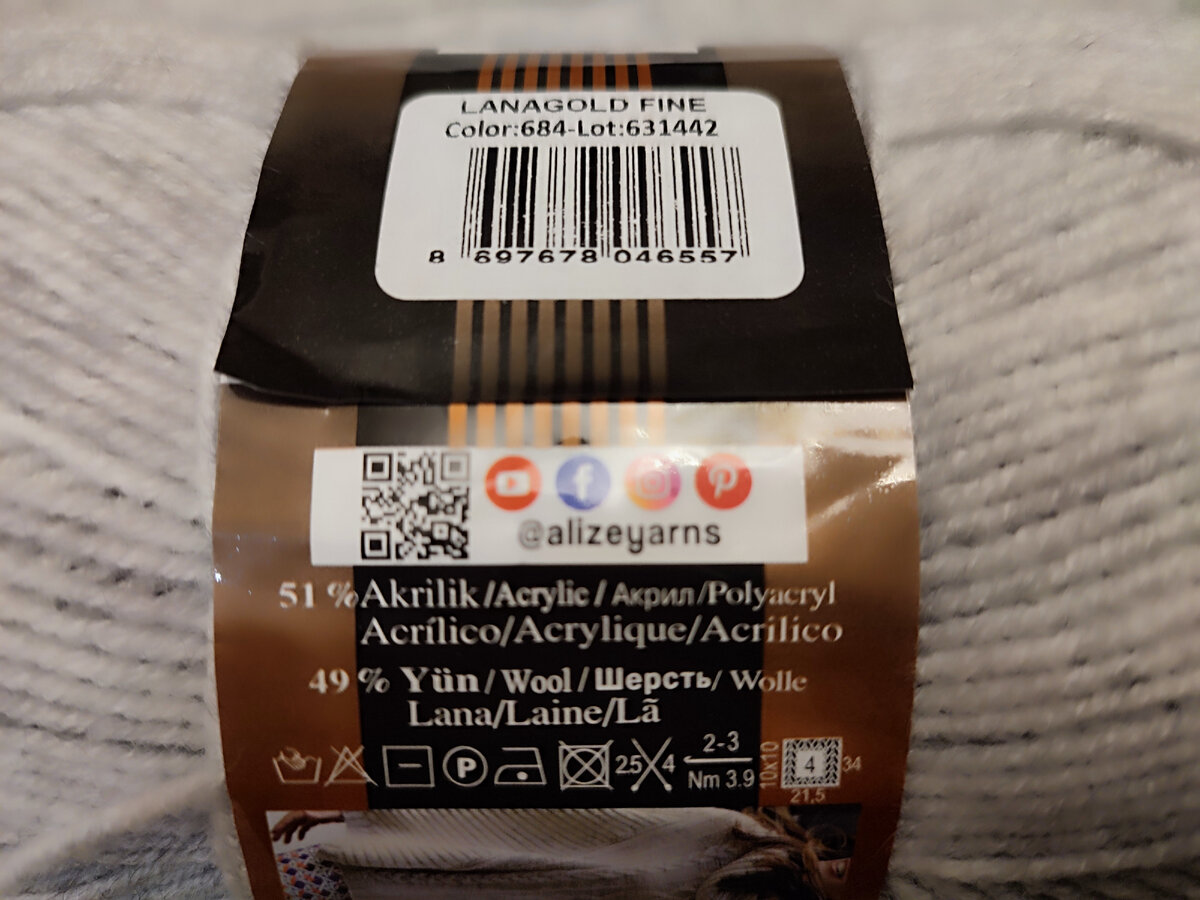 LANAGOLD FINE
Color:684-Lot:631442
8 697678 046557
@alizeyarns
51 % Akrilik/Acrylic/Акрил/Polyacryl
Acrílico/Acrylique/Acrilico
49 % Yün/Wool/Шерсть/Wolle
Lana/Laine/Lã
P 25 4 2-3 Nm 3.9 10x10 4 34
21,5